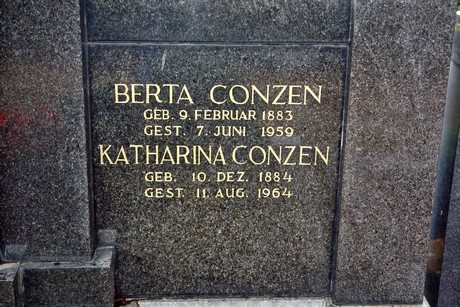 BERTA CONZEN
GEB. 9. FEBRUAR 1883
GEST. 7. JUNI 1959
KATHARINA CONZEN
GEB. 10. DEZ. 1884
GEST. 11. AUG. 1964